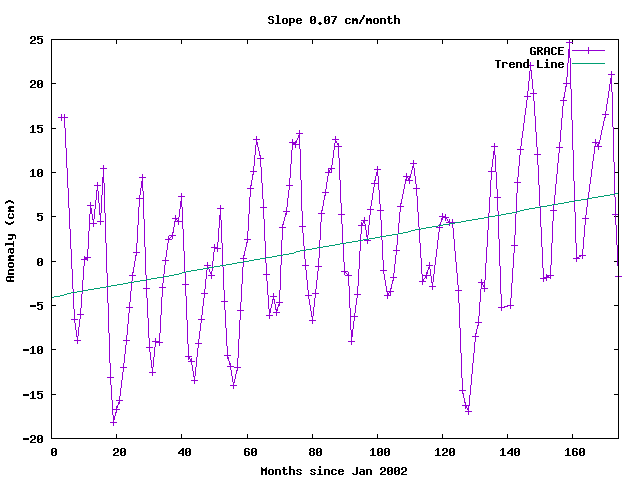 Slope 0.07 cm/month
GRACE
Trend Line
25
20
15
10
5
0
-5
-10
-15
-20
Anomaly (cm)
0 20 40 60 80 100 120 140 160
Months since Jan 2002